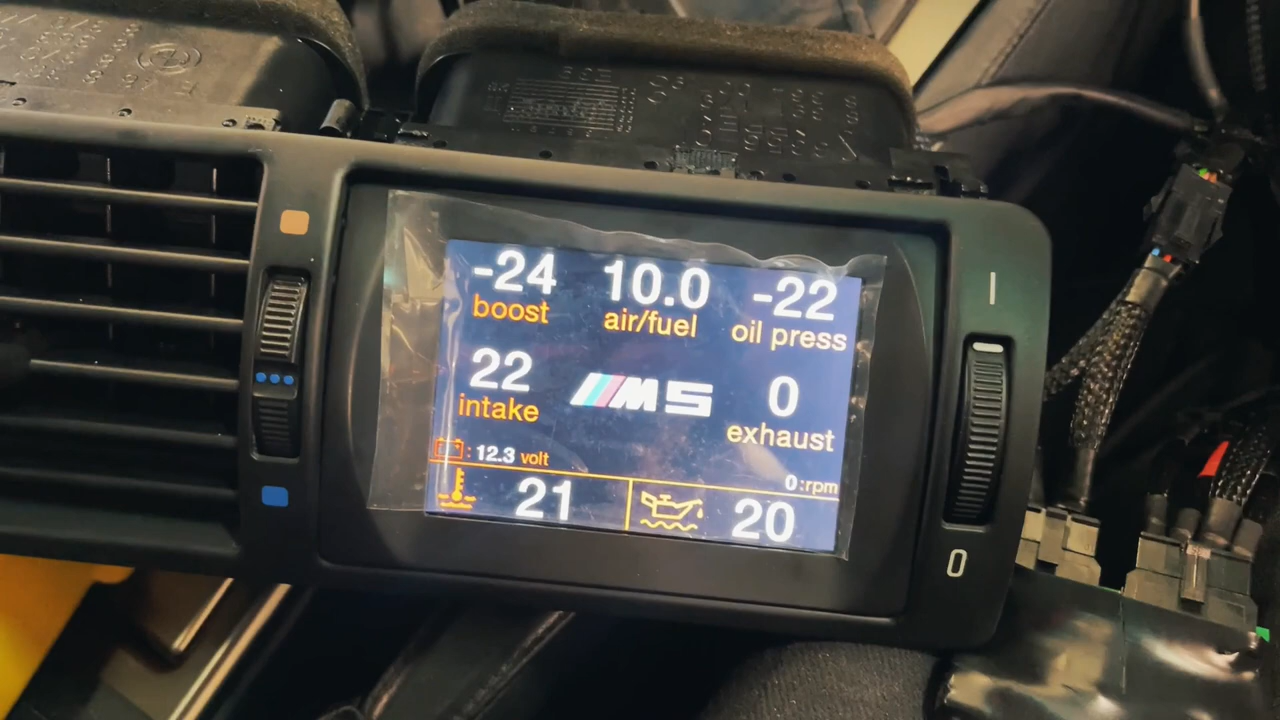 -24 10.0 -22
boost air/fuel oil press
22 M5 0
intake exhaust
: 12.3 volt
0:rpm
21 20
I
0